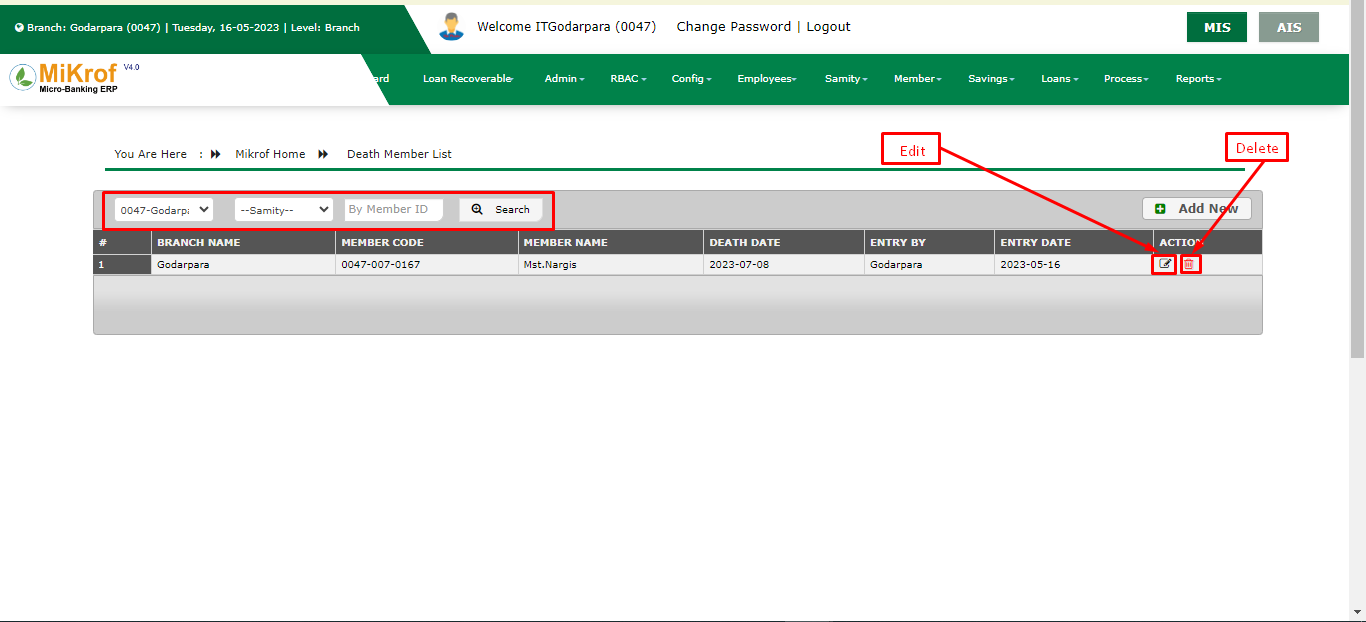 Branch: Godarpara (0047) | Tuesday, 16-05-2023 | Level: Branch
Welcome ITGodarpara (0047) Change Password | Logout
MIS AIS
MiKrof V4.0
Micro-Banking ERP
ard Loan Recoverable Admin RBAC Config Employees Samity Member Savings Loans Process Reports
You Are Here : Mikrof Home Death Member List
Edit
Delete
0047-Godarpa --Samity-- By Member ID Search Add New
# BRANCH NAME MEMBER CODE MEMBER NAME DEATH DATE ENTRY BY ENTRY DATE ACTION
1 Godarpara 0047-007-0167 Mst.Nargis 2023-07-08 Godarpara 2023-05-16